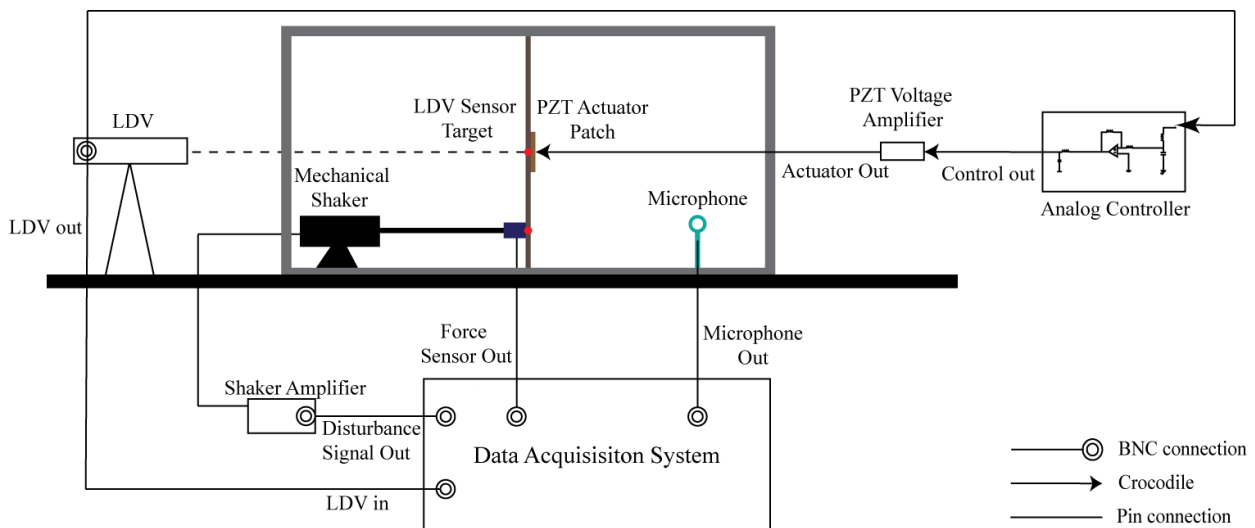 LDV
LDV out
LDV Sensor
Target
PZT Actuator
Patch
Mechanical
Shaker
Microphone
PZT Voltage
Amplifier
Actuator Out
Control out
Analog Controller
Force
Sensor Out
Microphone
Out
Shaker Amplifier
Disturbance
Signal Out
Data Acquisisiton System
LDV in
BNC connection
Crocodile
Pin connection